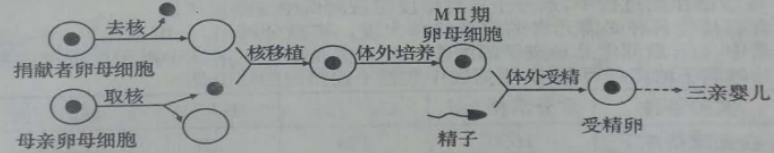 去核
捐献者卵母细胞
取核
母亲卵母细胞
核移植
体外培养
MⅡ期
卵母细胞
精子
体外受精
受精卵
三亲婴儿